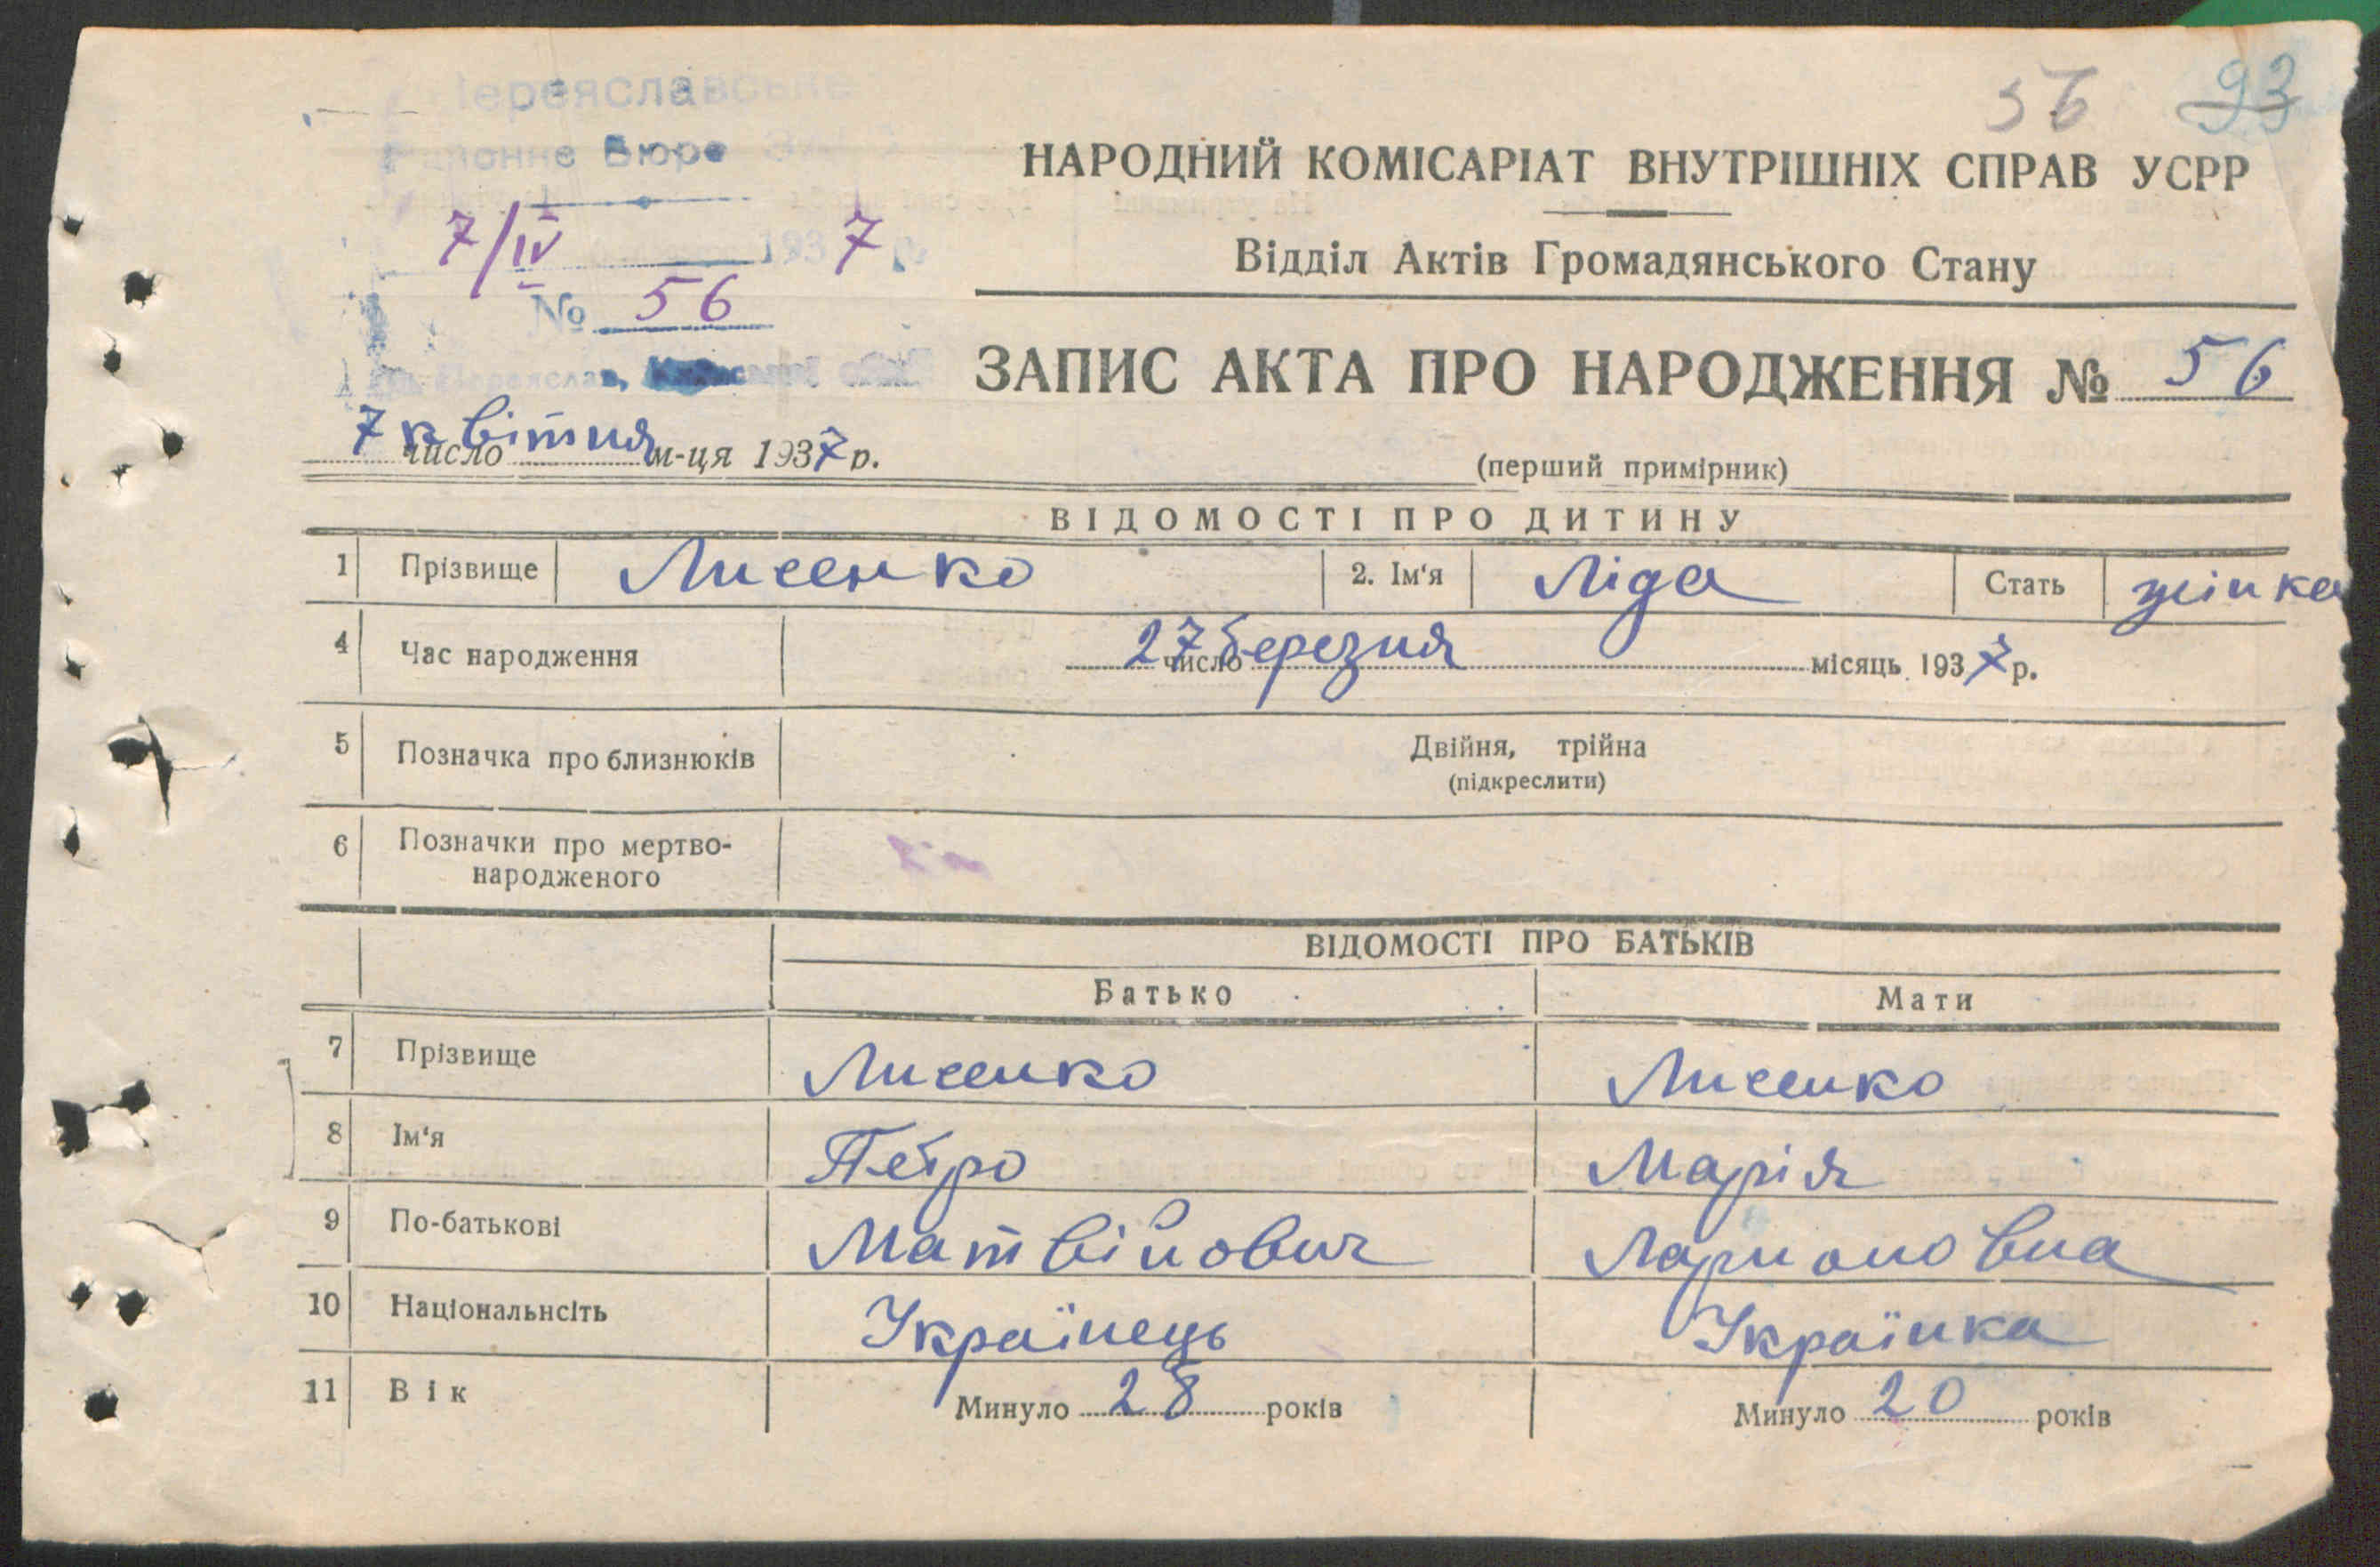 56 93
Переяславське
Районне Бюро
7/IV 1937 р.
№ 56
Переяслав,
НАРОДНИЙ КОМІСАРІАТ ВНУТРІШНІХ СПРАВ УСРР
Відділ Актів Громадянського Стану
ЗАПИС АКТА ПРО НАРОДЖЕННЯ № 56
7 число квітня м-ця 1937 р.
(перший примірник)
ВІДОМОСТІ ПРО ДИТИНУ
1 Прізвище Лисенко 2. Ім'я Ліда Стать жінка
4 Час народження 27 число березня місяць 1937 р.
5 Позначка про близнюків Двійня, трійна
(підкреслити)
6 Позначки про мертво-
народженого
ВІДОМОСТІ ПРО БАТЬКІВ
Батько Мати
7 Прізвище Лисенко Лисенко
8 Ім'я Петро Марія
9 По-батькові Матвійович Ларионовна
10 Національнсіть Українець Українка
11 Вік Минуло 28 років Минуло 20 років